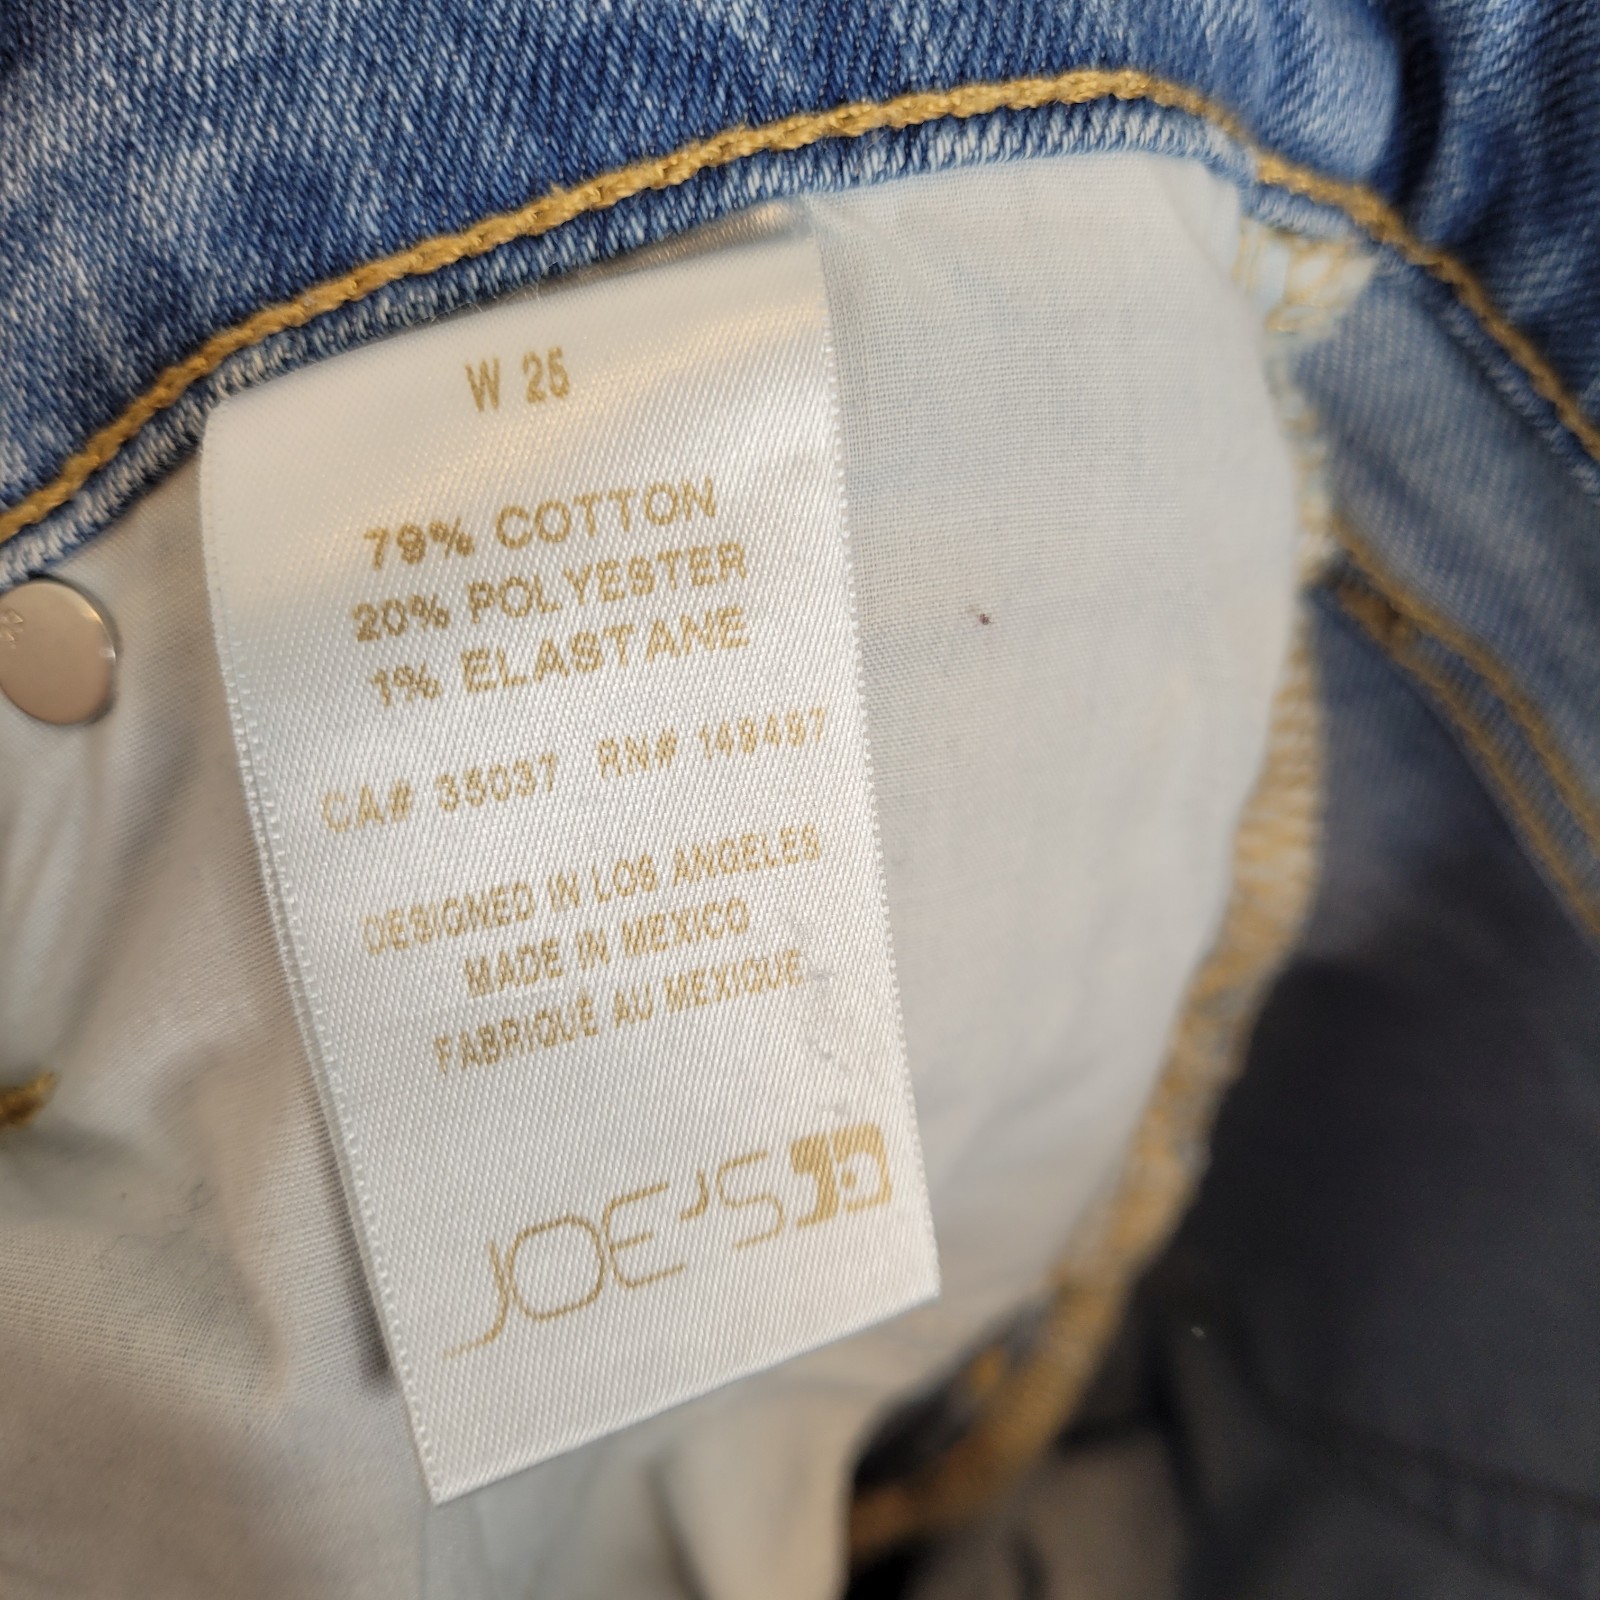 W 25
79% COTTON
20% POLYESTER
1% ELASTANE
CA# 35037 RN# 149487
DESIGNED IN LOS ANGELES
MADE IN MEXICO
FABRIQUÉ AU MEXIQUE
JOE'S